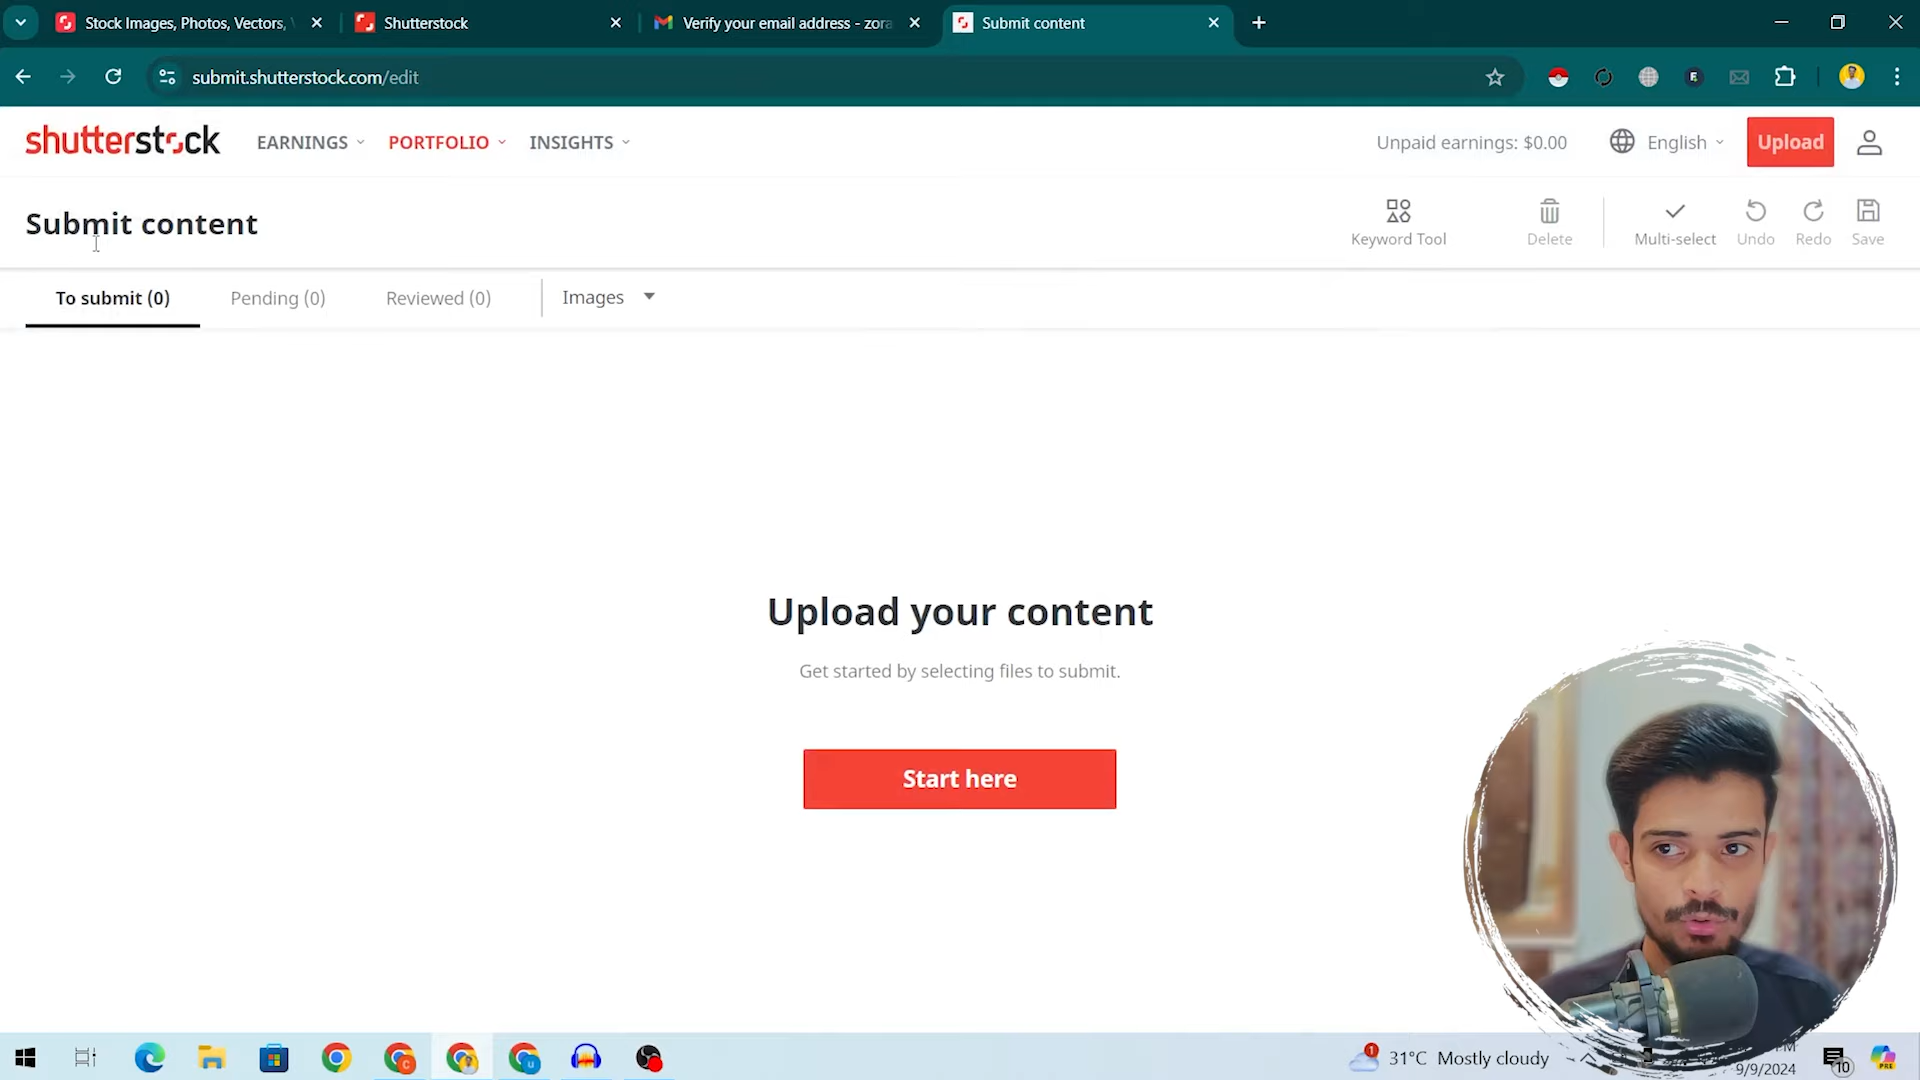 Stock Images, Photos, Vectors,
Shutterstock
Verify your email address - zora
Submit content
submit.shutterstock.com/edit
shutterstock
EARNINGS
PORTFOLIO
INSIGHTS
Unpaid earnings: $0.00
English
Upload
Submit content
Keyword Tool
Delete
Multi-select
Undo
Redo
Save
To submit (0)
Pending (0)
Reviewed (0)
Images
Upload your content
Get started by selecting files to submit.
Start here
1
31°C Mostly cloudy
9/9/2024
10
PRE